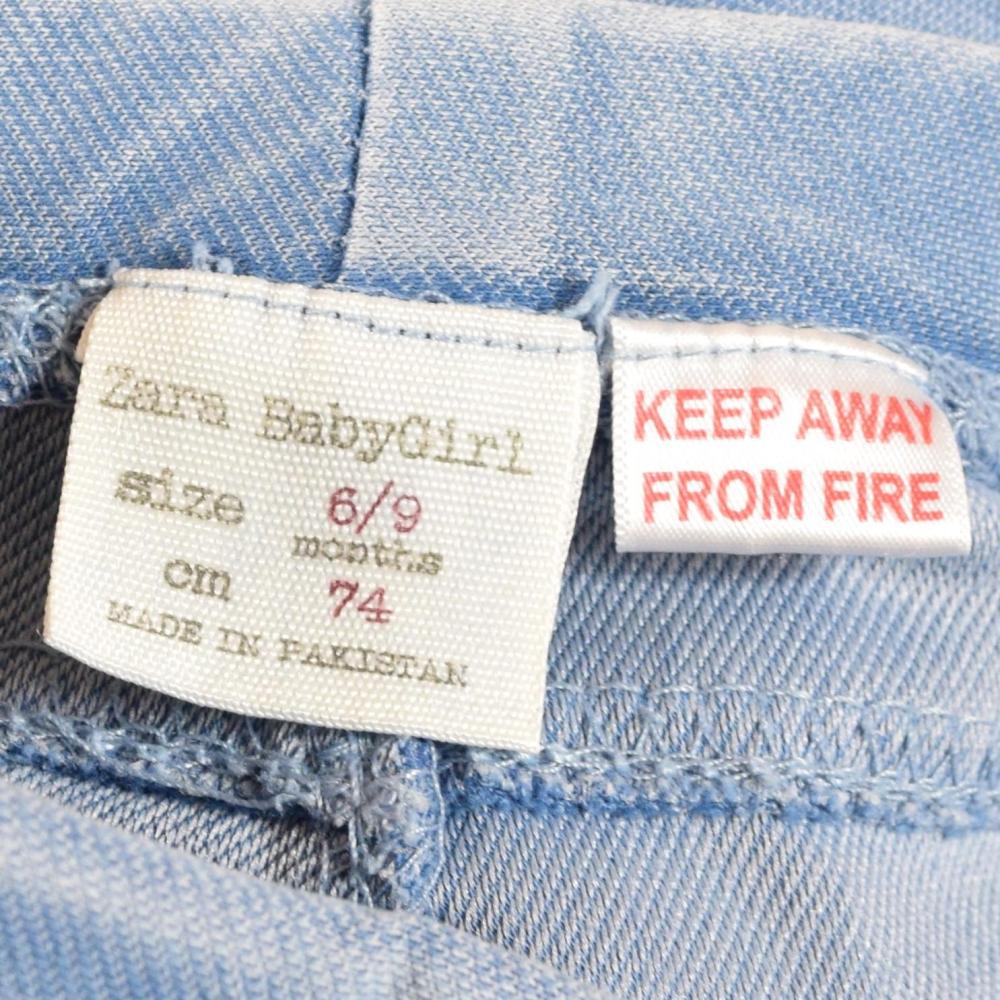 Zara BabyGirl
size 6/9
months
cm 74
MADE IN PAKISTAN
KEEP AWAY
FROM FIRE